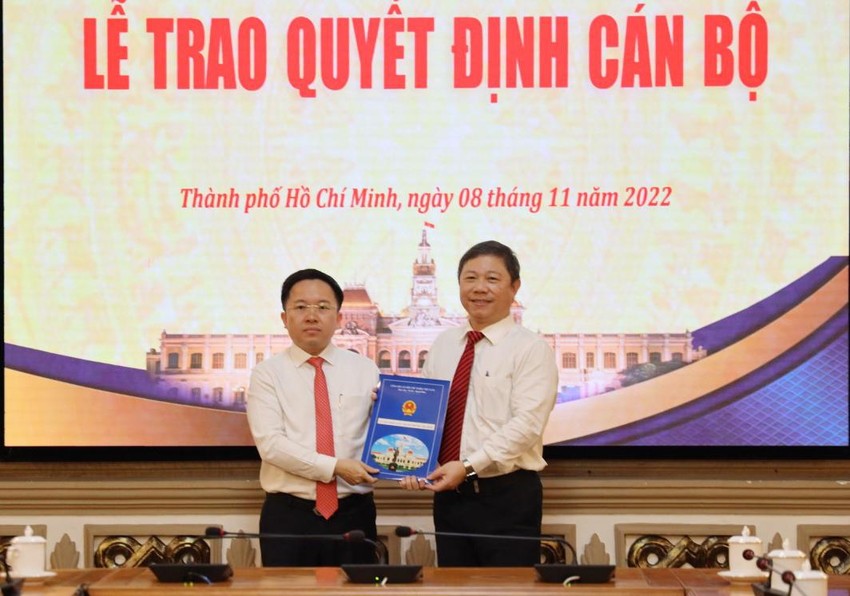 LỄ TRAO QUYẾT ĐỊNH CÁN BỘ
Thành phố Hồ Chí Minh, ngày 08 tháng 11 năm 2022